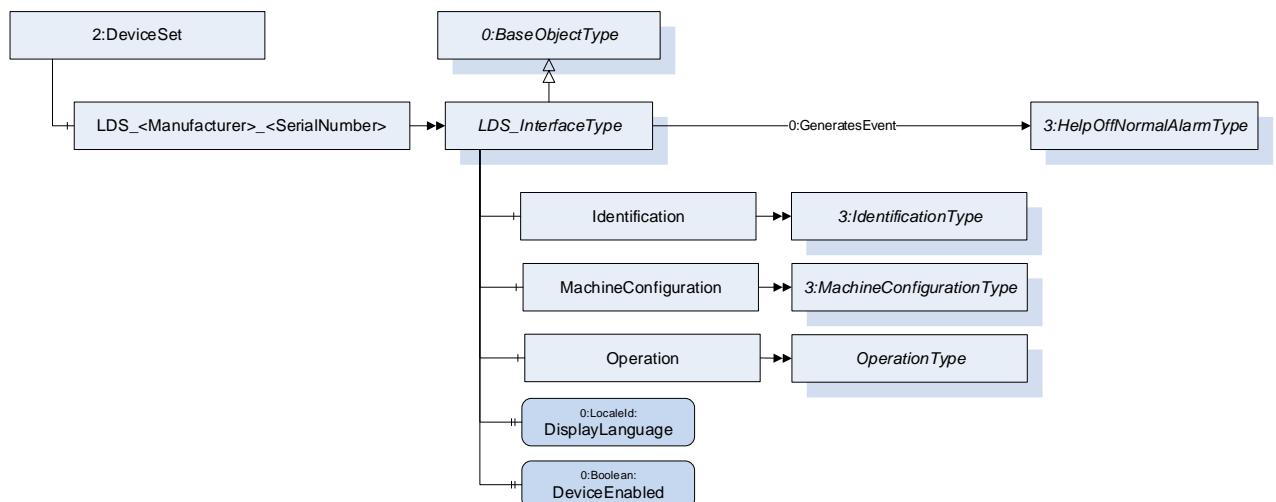 2:DeviceSet
0:BaseObjectType
LDS_<Manufacturer>_<SerialNumber>
LDS_InterfaceType
0:GeneratesEvent
3:HelpOffNormalAlarmType
Identification
3:IdentificationType
MachineConfiguration
3:MachineConfigurationType
Operation
OperationType
0:LocaleId:
DisplayLanguage
0:Boolean:
DeviceEnabled